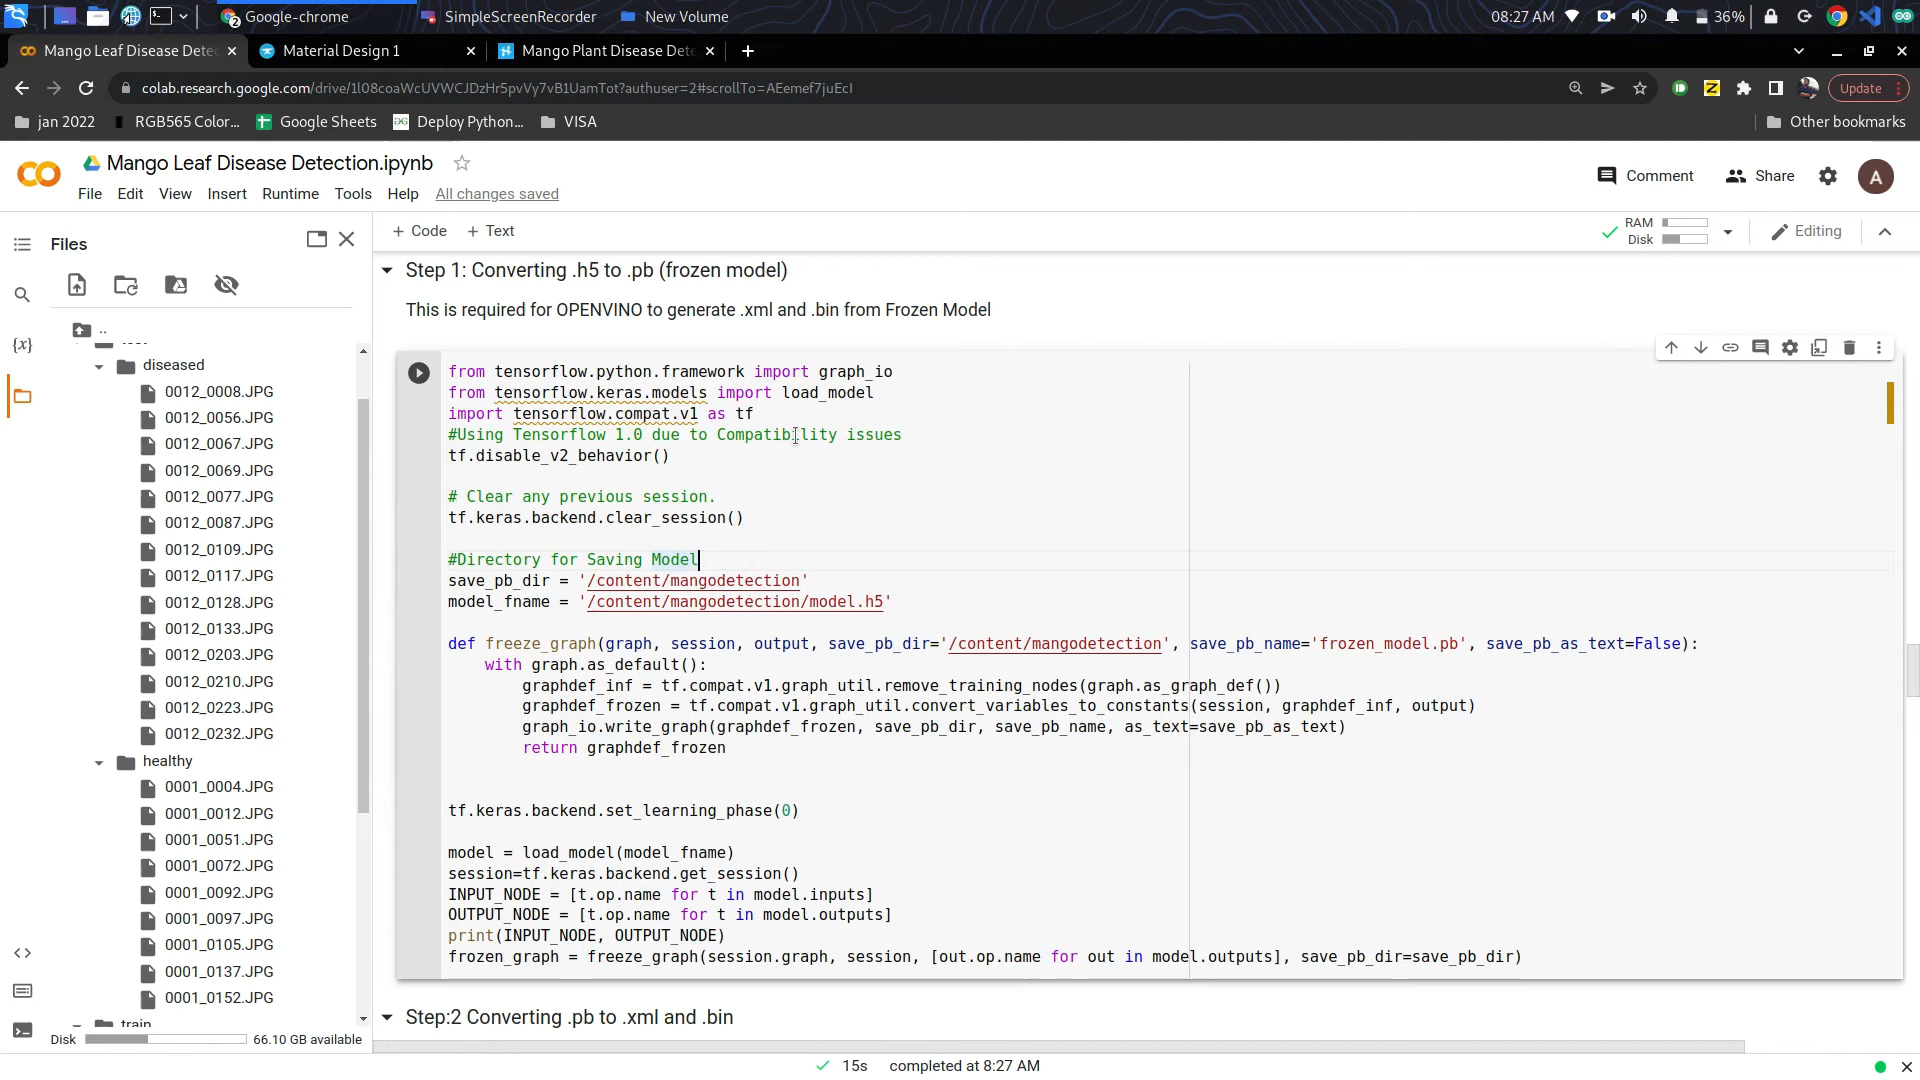 Google-chrome
SimpleScreenRecorder
New Volume
08:27 AM
36%
Mango Leaf Disease Dete
Material Design 1
Mango Plant Disease Dete
colab.research.google.com/drive/1l08coaWcUVWCJDzHr5pvVy7vB1UamTot?authuser=2#scrollTo=AEemef7juEcI
Update
jan 2022
RGB565 Color...
Google Sheets
Deploy Python...
VISA
Other bookmarks
Mango Leaf Disease Detection.ipynb
Comment
Share
A
File Edit View Insert Runtime Tools Help All changes saved
Files
+ Code + Text
RAM
Disk
Editing
..
diseased
0012_0008.JPG
0012_0056.JPG
0012_0067.JPG
0012_0069.JPG
0012_0077.JPG
0012_0087.JPG
0012_0109.JPG
0012_0117.JPG
0012_0128.JPG
0012_0133.JPG
0012_0203.JPG
0012_0210.JPG
0012_0223.JPG
0012_0232.JPG
healthy
0001_0004.JPG
0001_0012.JPG
0001_0051.JPG
0001_0072.JPG
0001_0092.JPG
0001_0097.JPG
0001_0105.JPG
0001_0137.JPG
0001_0152.JPG
train
Disk
66.10 GB available
Step 1: Converting .h5 to .pb (frozen model)
This is required for OPENVINO to generate .xml and .bin from Frozen Model
from tensorflow.python.framework import graph_io
from tensorflow.keras.models import load_model
import tensorflow.compat.v1 as tf
#Using Tensorflow 1.0 due to Compatibility issues
tf.disable_v2_behavior()
# Clear any previous session.
tf.keras.backend.clear_session()
#Directory for Saving Model
save_pb_dir = '/content/mangodetection'
model_fname = '/content/mangodetection/model.h5'
def freeze_graph(graph, session, output, save_pb_dir='/content/mangodetection', save_pb_name='frozen_model.pb', save_pb_as_text=False):
with graph.as_default():
graphdef_inf = tf.compat.v1.graph_util.remove_training_nodes(graph.as_graph_def())
graphdef_frozen = tf.compat.v1.graph_util.convert_variables_to_constants(session, graphdef_inf, output)
graph_io.write_graph(graphdef_frozen, save_pb_dir, save_pb_name, as_text=save_pb_as_text)
return graphdef_frozen
tf.keras.backend.set_learning_phase(0)
model = load_model(model_fname)
session=tf.keras.backend.get_session()
INPUT_NODE = [t.op.name for t in model.inputs]
OUTPUT_NODE = [t.op.name for t in model.outputs]
print(INPUT_NODE, OUTPUT_NODE)
frozen_graph = freeze_graph(session.graph, session, [out.op.name for out in model.outputs], save_pb_dir=save_pb_dir)
Step:2 Converting .pb to .xml and .bin
15s completed at 8:27 AM